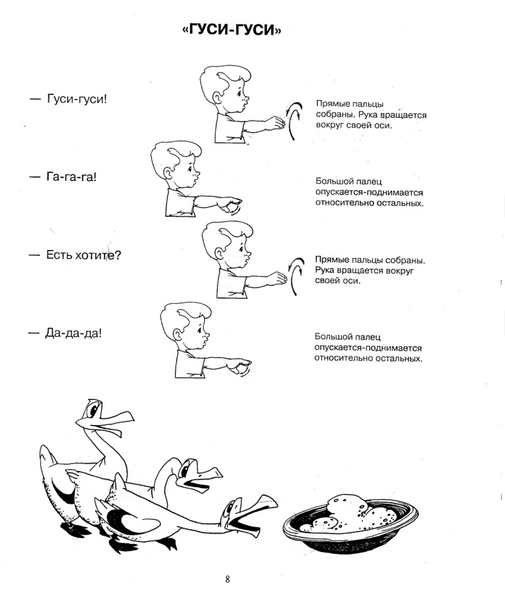 «ГУСИ-ГУСИ»
— Гуси-гуси!
Прямые пальцы
собраны. Рука вращается
вокруг своей оси.
— Га-га-га!
Большой палец
опускается-поднимается
относительно остальных.
— Есть хотите?
Прямые пальцы собраны.
Рука вращается вокруг
своей оси.
— Да-да-да!
Большой палец
опускается-поднимается
относительно остальных.
8